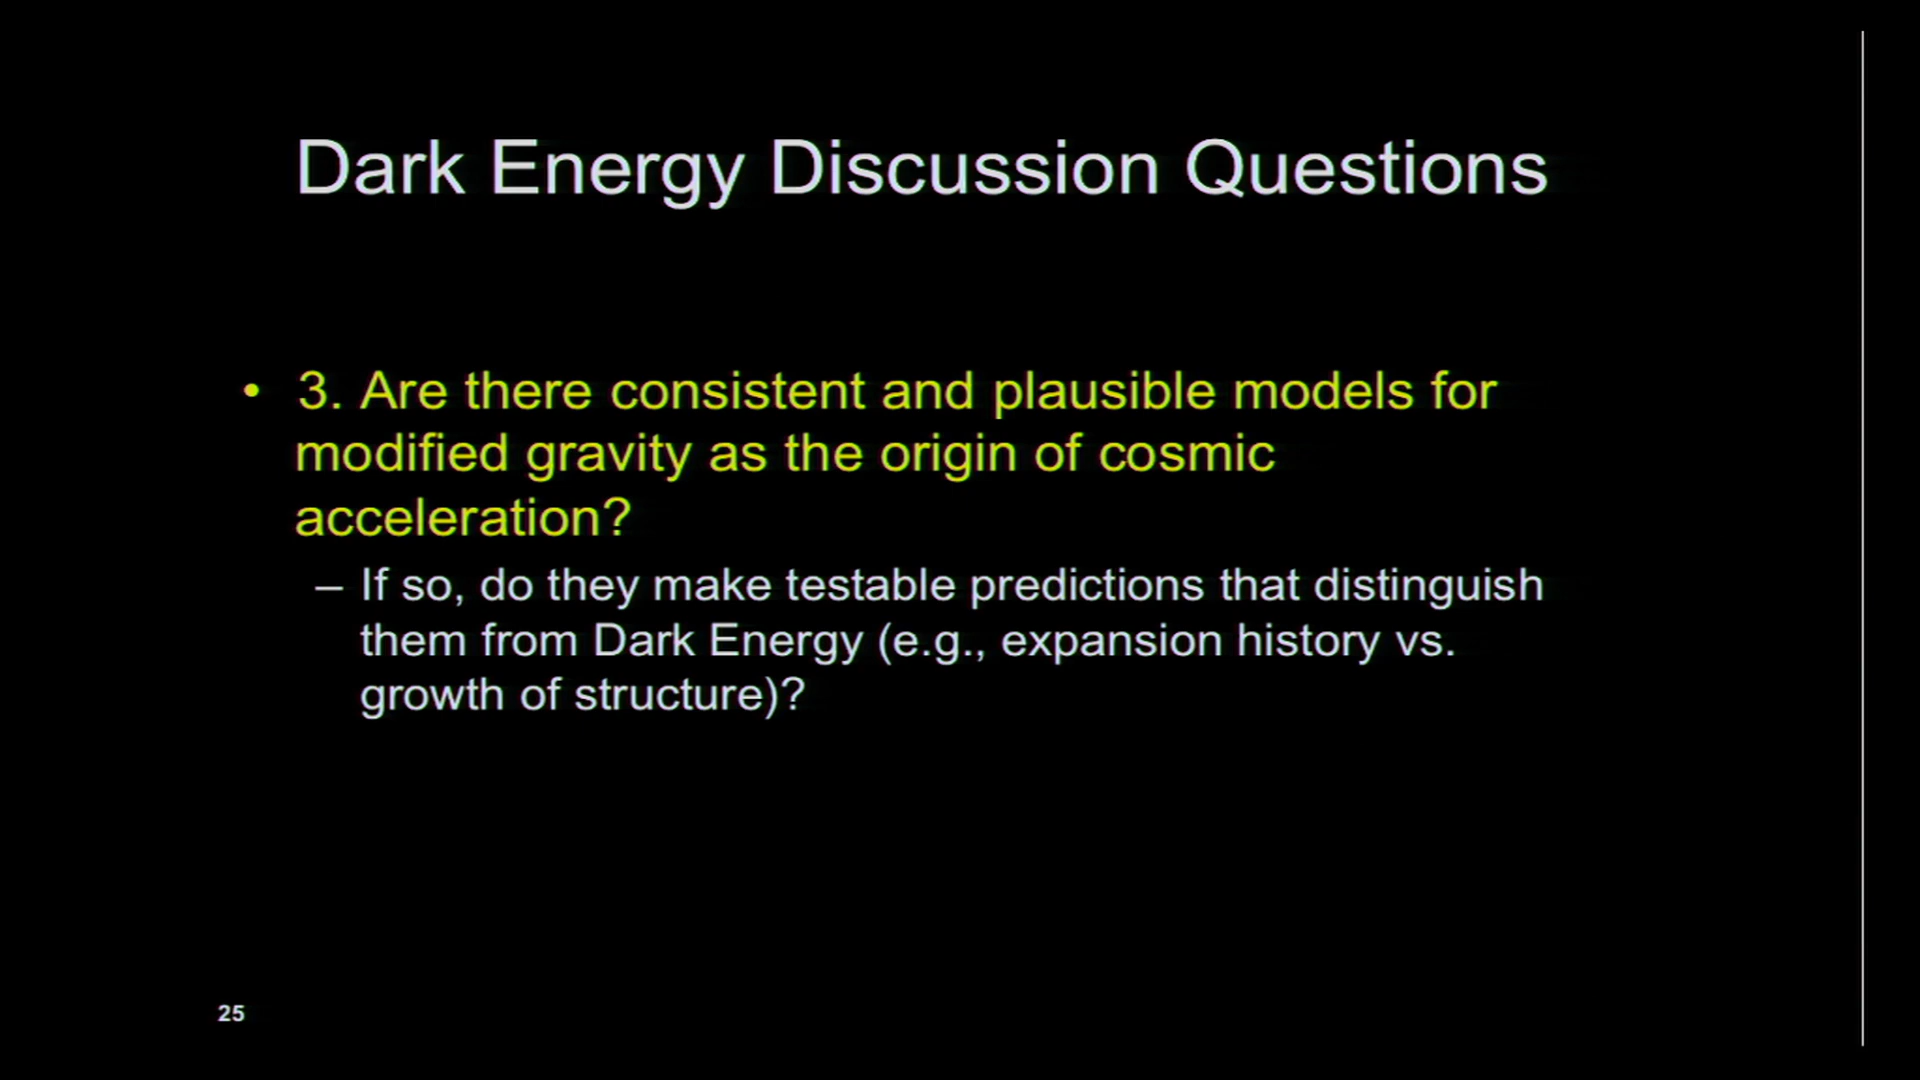 Dark Energy Discussion Questions
• 3. Are there consistent and plausible models for
modified gravity as the origin of cosmic
acceleration?
– If so, do they make testable predictions that distinguish
them from Dark Energy (e.g., expansion history vs.
growth of structure)?
25